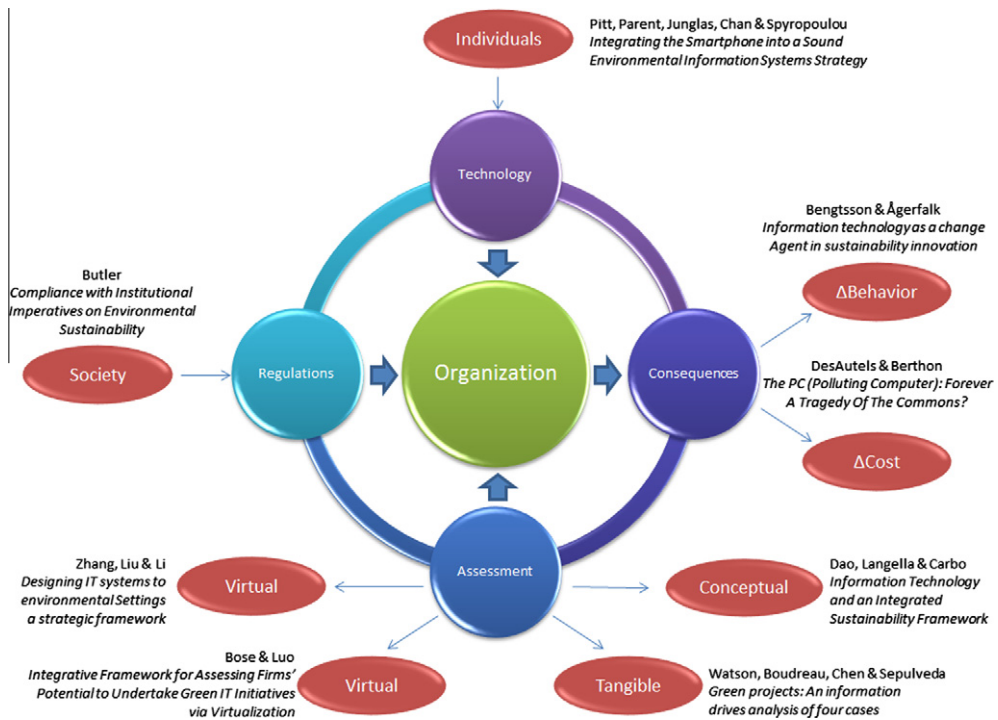 Individuals
Pitt, Parent, Junglas, Chan & Spyropoulou
Integrating the Smartphone into a Sound
Environmental Information Systems Strategy
Technology
Bengtsson & Ågerfalk
Information technology as a change
Agent in sustainability innovation
ΔBehavior
Butler
Compliance with Institutional
Imperatives on Environmental
Sustainability
Society
Regulations
Organization
Consequences
DesAutels & Berthon
The PC (Polluting Computer): Forever
A Tragedy Of The Commons?
ΔCost
Assessment
Zhang, Liu & Li
Designing IT systems to
environmental Settings
a strategic framework
Virtual
Conceptual
Dao, Langella & Carbo
Information Technology
and an Integrated
Sustainability Framework
Bose & Luo
Integrative Framework for Assessing Firms'
Potential to Undertake Green IT Initiatives
via Virtualization
Virtual
Tangible
Watson, Boudreau, Chen & Sepulveda
Green projects: An information
drives analysis of four cases